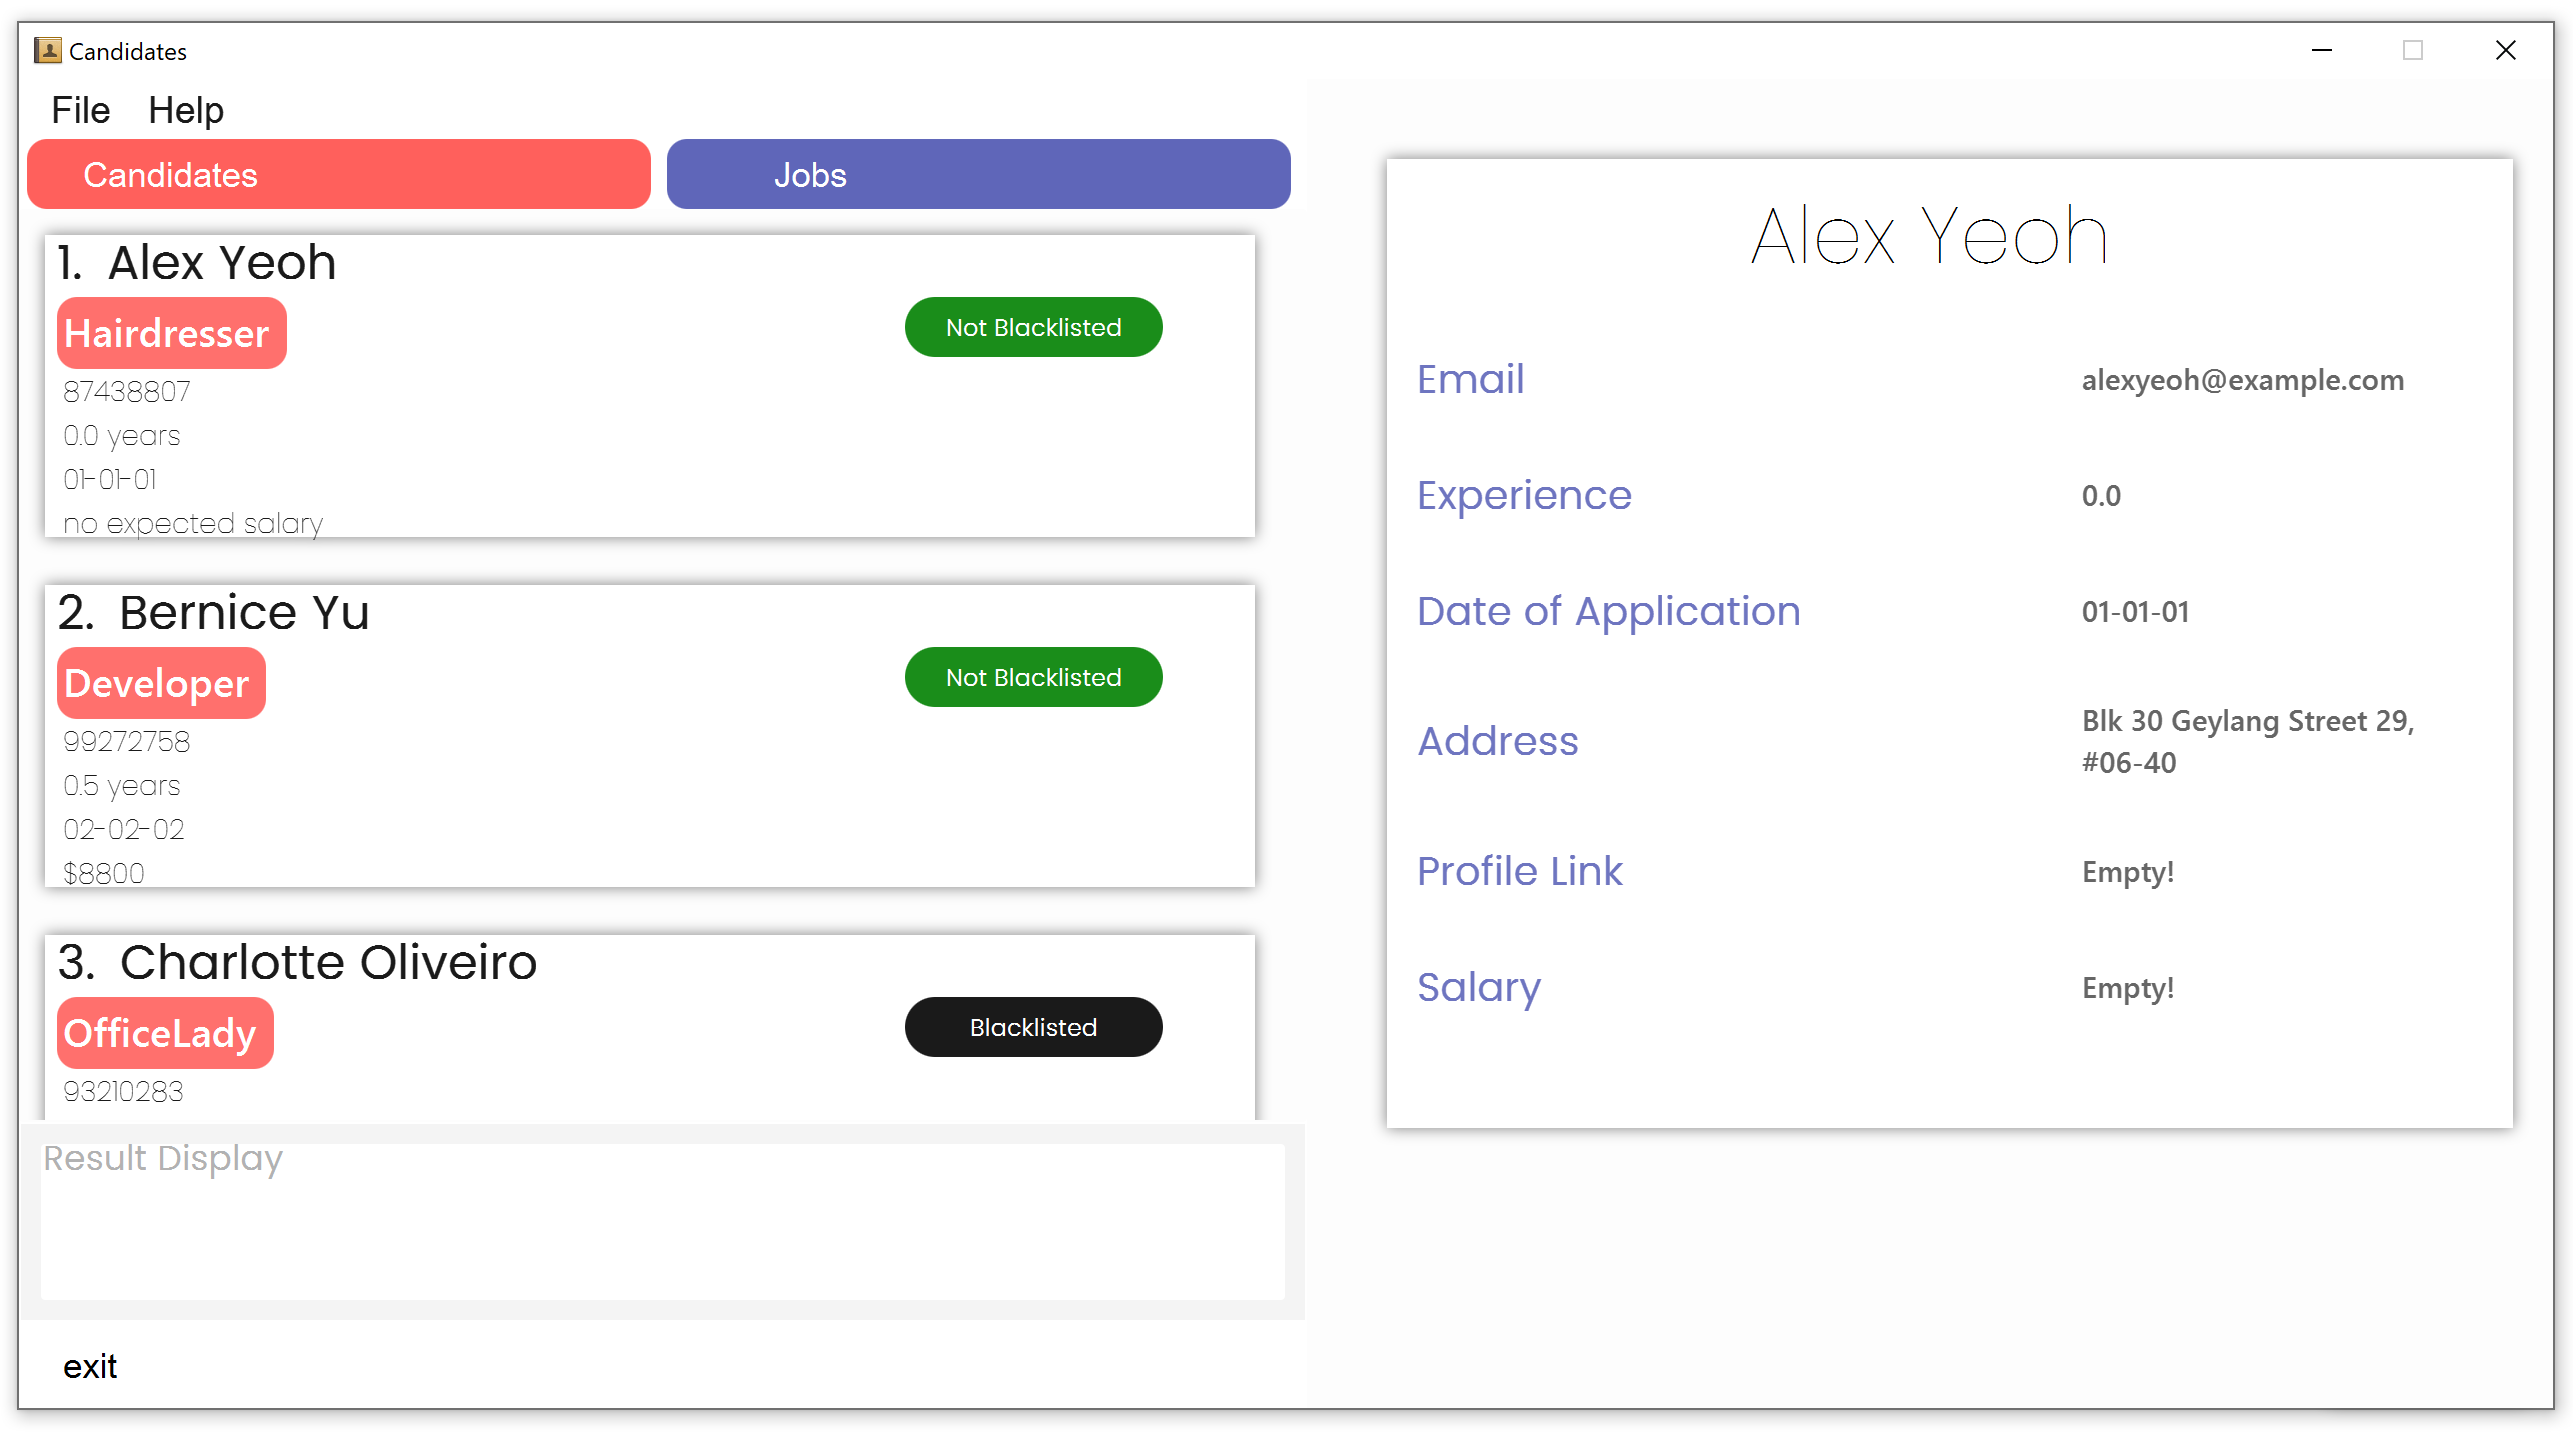 Candidates
File Help
Candidates Jobs
1. Alex Yeoh
Hairdresser
Not Blacklisted
87438807
0.0 years
01-01-01
no expected salary
2. Bernice Yu
Developer
Not Blacklisted
99272758
0.5 years
02-02-02
$8800
3. Charlotte Oliveiro
OfficeLady
Blacklisted
93210283
Result Display
exit
Alex Yeoh
Email alexyeoh@example.com
Experience 0.0
Date of Application 01-01-01
Address Blk 30 Geylang Street 29,
#06-40
Profile Link Empty!
Salary Empty!